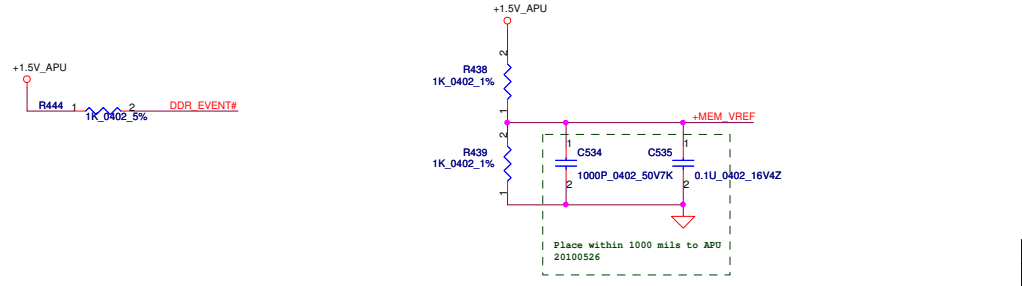 +1.5V_APU
R444
1
2
1K_0402_5%
DDR_EVENT#
+1.5V_APU
2
R438
1K_0402_1%
1
+MEM_VREF
2
R439
1K_0402_1%
1
1
C534
1000P_0402_50V7K
2
1
C535
0.1U_0402_16V4Z
2
Place within 1000 mils to APU
20100526